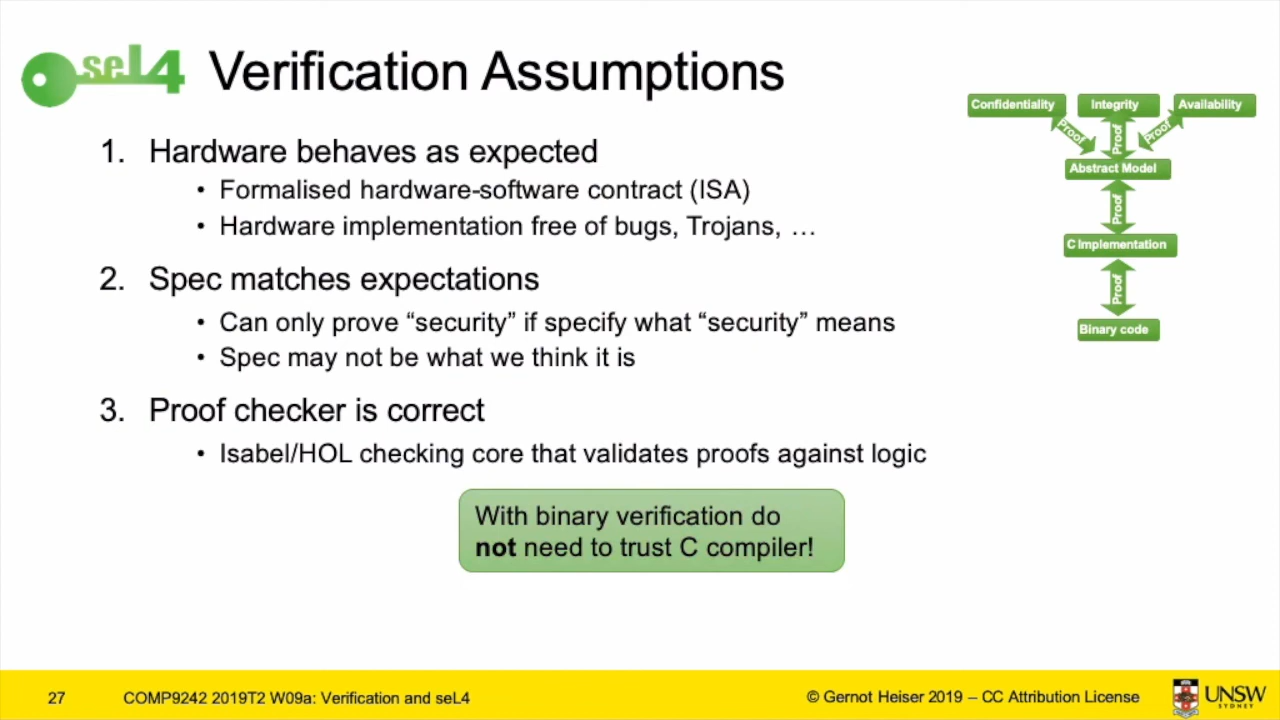 seL4 Verification Assumptions
1. Hardware behaves as expected
• Formalised hardware-software contract (ISA)
• Hardware implementation free of bugs, Trojans, …
2. Spec matches expectations
• Can only prove “security” if specify what “security” means
• Spec may not be what we think it is
3. Proof checker is correct
• Isabel/HOL checking core that validates proofs against logic
With binary verification do
not need to trust C compiler!
Confidentiality Integrity Availability
Proof Proof Proof
Abstract Model
Proof
C Implementation
Proof
Binary code
27 COMP9242 2019T2 W09a: Verification and seL4 © Gernot Heiser 2019 – CC Attribution License
UNSW
SYDNEY